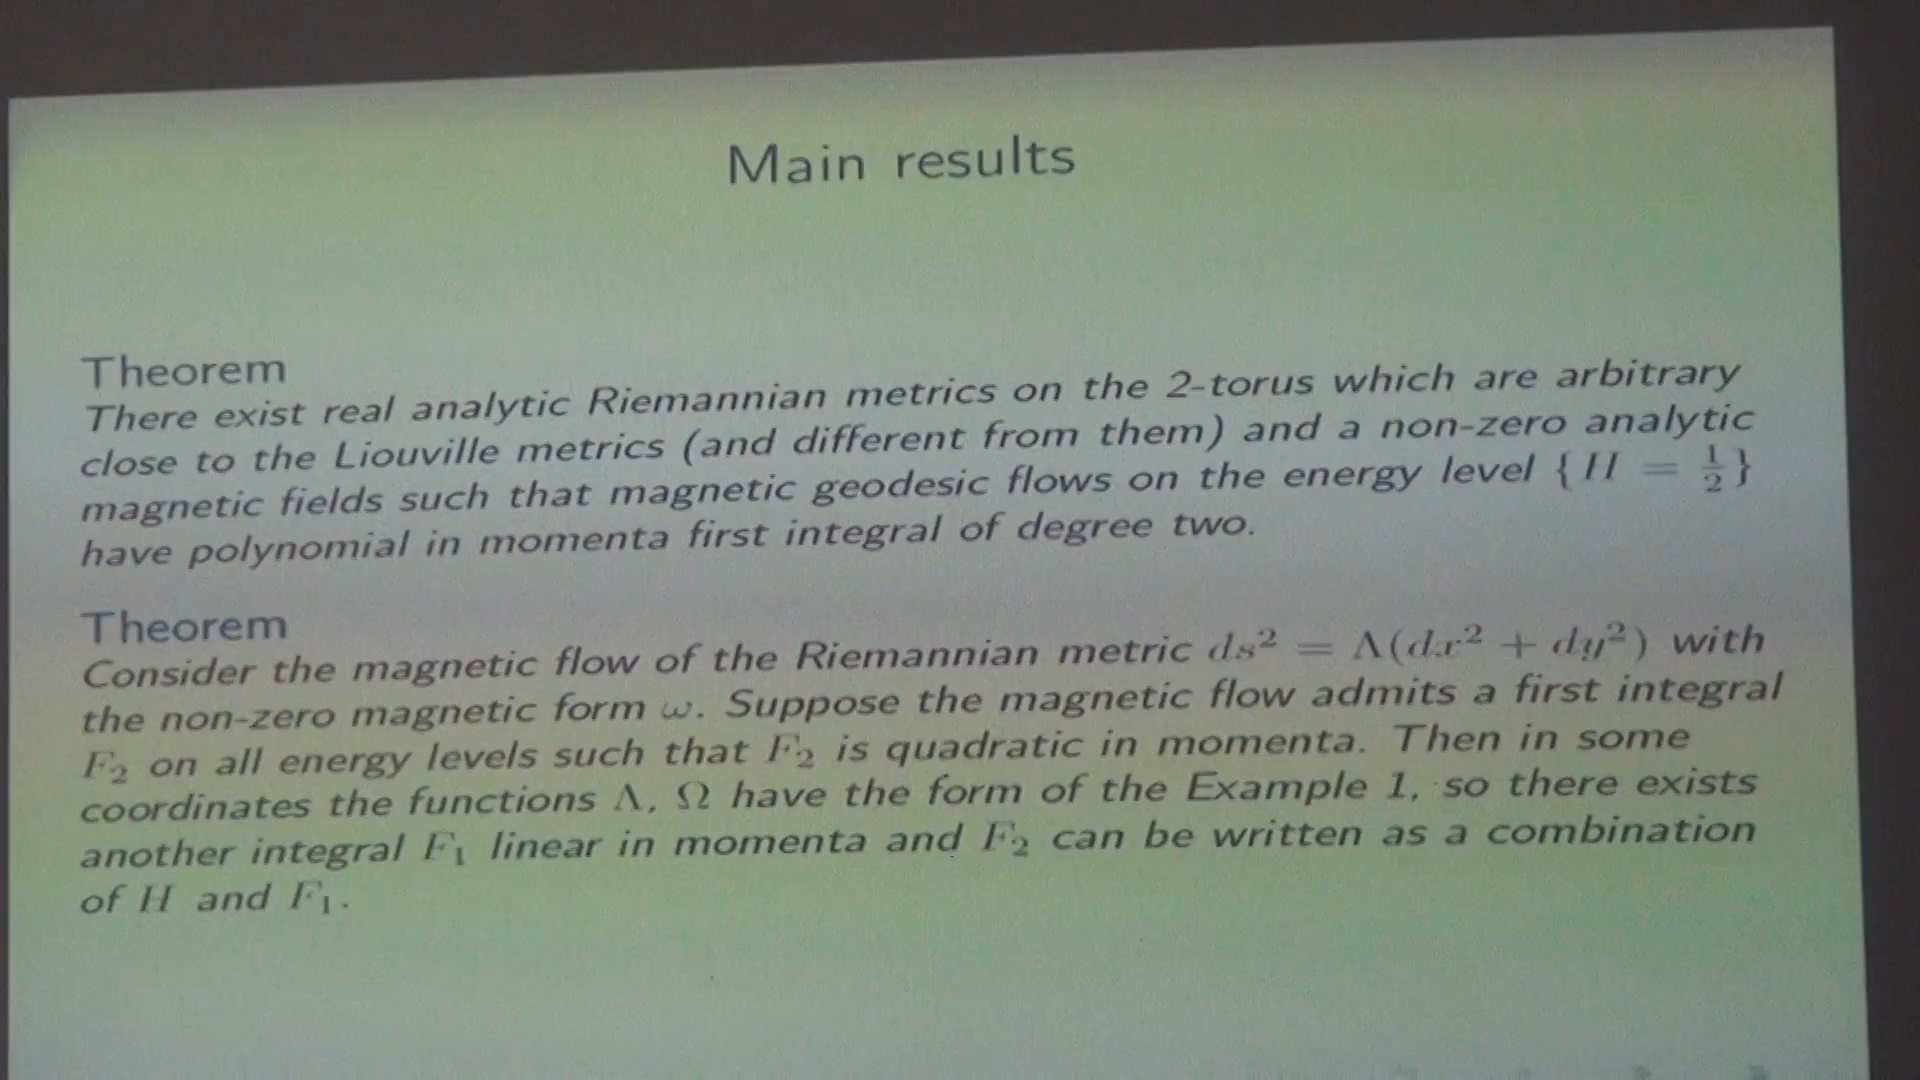 Main results
Theorem
There exist real analytic Riemannian metrics on the 2-torus which are arbitrary
close to the Liouville metrics (and different from them) and a non-zero analytic
magnetic fields such that magnetic geodesic flows on the energy level {H = 1/2}
have polynomial in momenta first integral of degree two.
Theorem
Consider the magnetic flow of the Riemannian metric ds² = Λ(dx² + dy²) with
the non-zero magnetic form ω. Suppose the magnetic flow admits a first integral
F₂ on all energy levels such that F₂ is quadratic in momenta. Then in some
coordinates the functions Λ, Ω have the form of the Example 1, so there exists
another integral F₁ linear in momenta and F₂ can be written as a combination
of H and F₁.